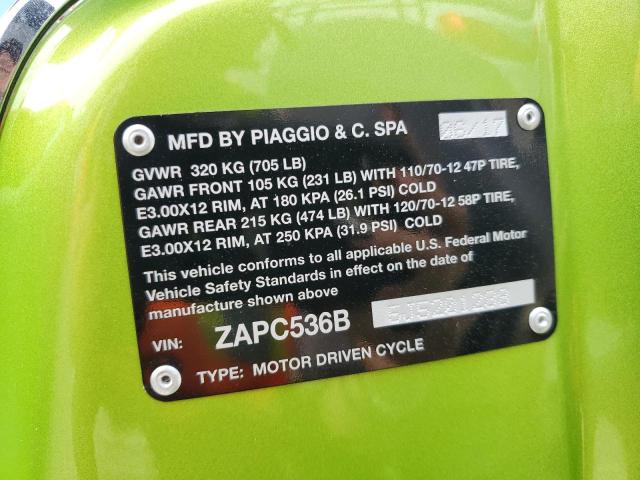 MFD BY PIAGGIO & C. SPA 06/17
GVWR 320 KG (705 LB)
GAWR FRONT 105 KG (231 LB) WITH 110/70-12 47P TIRE,
E3.00X12 RIM, AT 180 KPA (26.1 PSI) COLD
GAWR REAR 215 KG (474 LB) WITH 120/70-12 58P TIRE,
E3.00X12 RIM, AT 250 KPA (31.9 PSI) COLD
This vehicle conforms to all applicable U.S. Federal Motor
Vehicle Safety Standards in effect on the date of
manufacture shown above
VIN: ZAPC536B
TYPE: MOTOR DRIVEN CYCLE